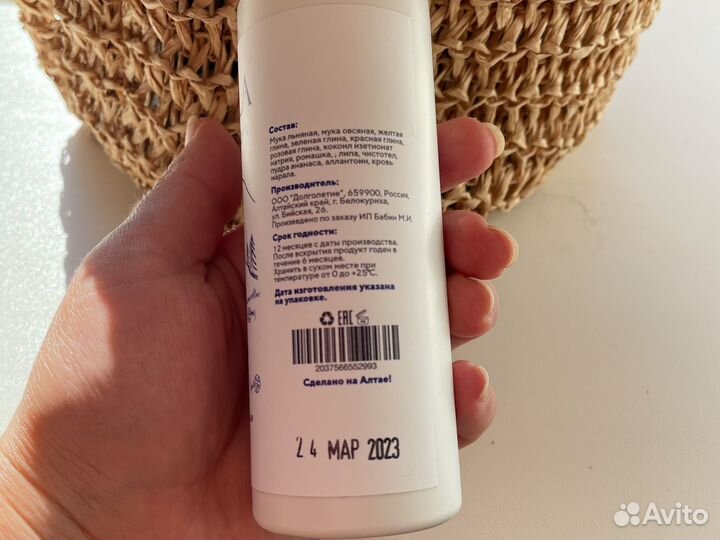 А
Состав:
Мука льняная, мука овсяная, желтая
глина, зеленая глина, красная глина,
розовая глина, кокоил изетионат
натрия, ромашка, , липа, чистотел,
пудра ананаса, аллантоин, кровь
марала.
Производитель:
ООО "Долголетие", 659900, Россия,
Алтайский край, г. Белокуриха,
ул. Бийская, 26.
Произведено по заказу ИП Бабин М.И.
Срок годности:
12 месяцев с даты производства.
После вскрытия продукт годен в
течение 6 месяцев.
Хранить в сухом месте при
температуре от 0 до +25°С.
Дата изготовления указана
на упаковке.
EAC
2037566552993
Сделано на Алтае!
24 МАР 2023
Avito